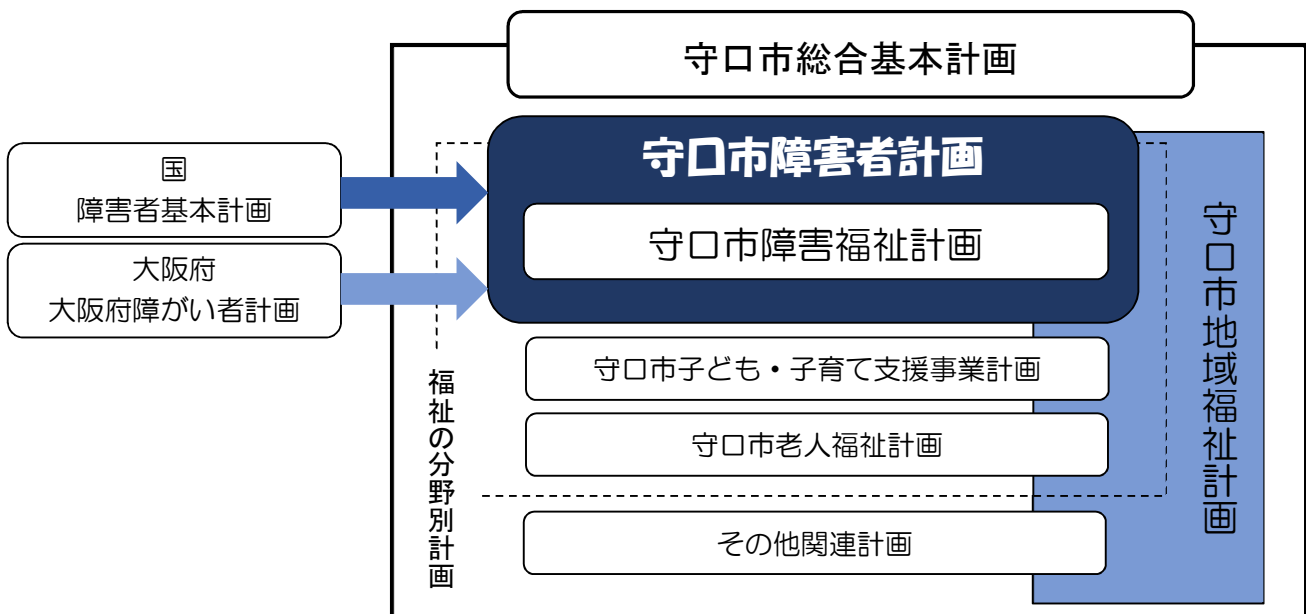 守口市総合基本計画
国
障害者基本計画
大阪府
大阪府障がい者計画
守口市障害者計画
守口市障害福祉計画
守口市子ども・子育て支援事業計画
守口市老人福祉計画
その他関連計画
福祉の分野別計画
守口市地域福祉計画